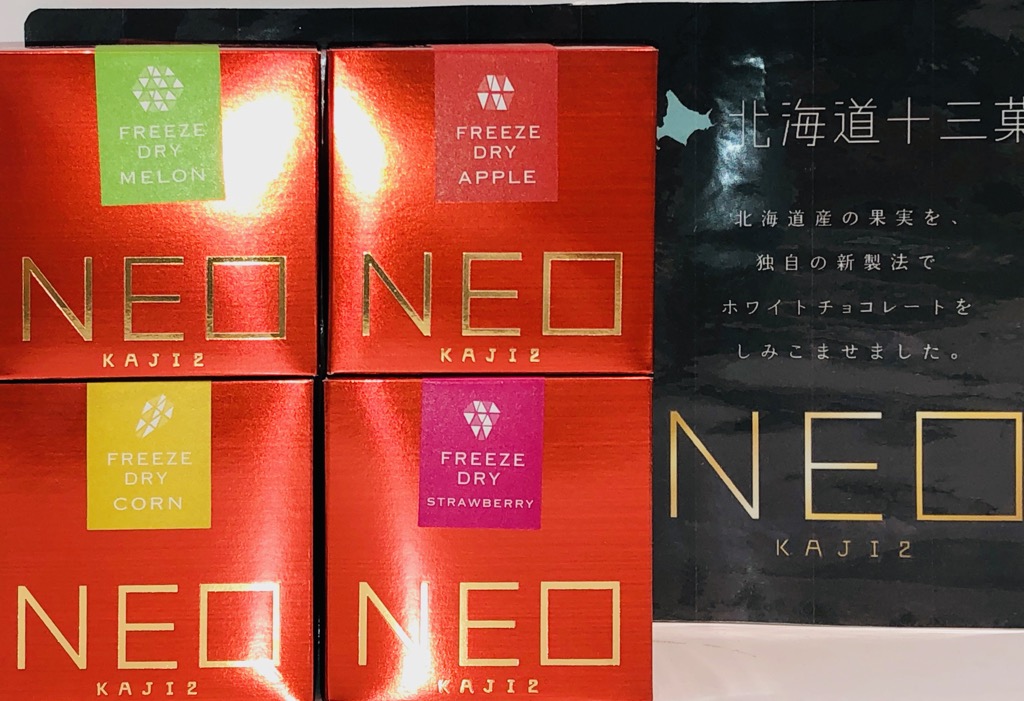 FREEZE
DRY
MELON
NEO
KAJI2
FREEZE
DRY
APPLE
NEO
KAJI2
FREEZE
DRY
CORN
NEO
KAJI2
FREEZE
DRY
STRAWBERRY
NEO
KAJI2
北海道十三菓
北海道産の果実を、
独自の新製法で
ホワイトチョコレートを
しみこませました。
NEO
KAJI2